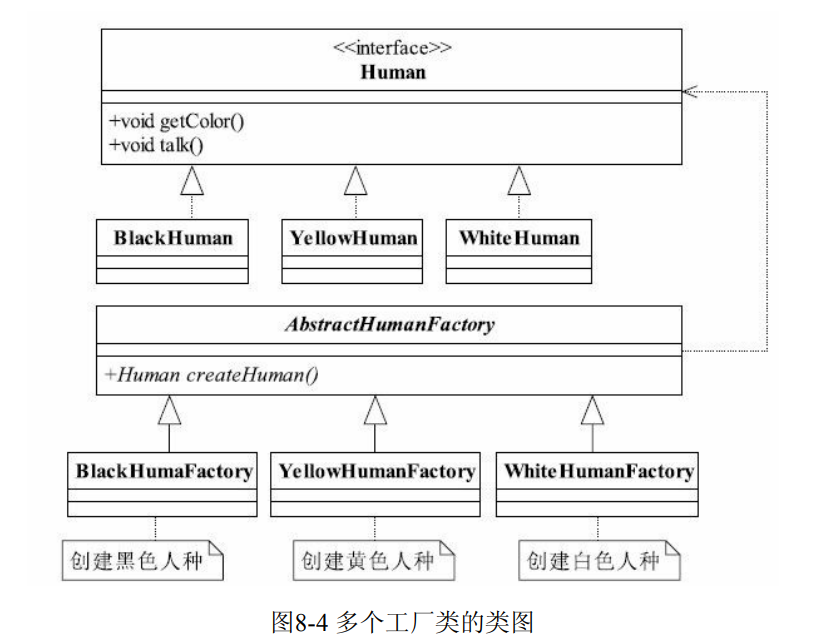 <<interface>>
Human
+void getColor()
+void talk()
BlackHuman
YellowHuman
WhiteHuman
AbstractHumanFactory
+Human createHuman()
BlackHumaFactory
YellowHumanFactory
WhiteHumanFactory
创建黑色人种
创建黄色人种
创建白色人种
图8-4 多个工厂类的类图